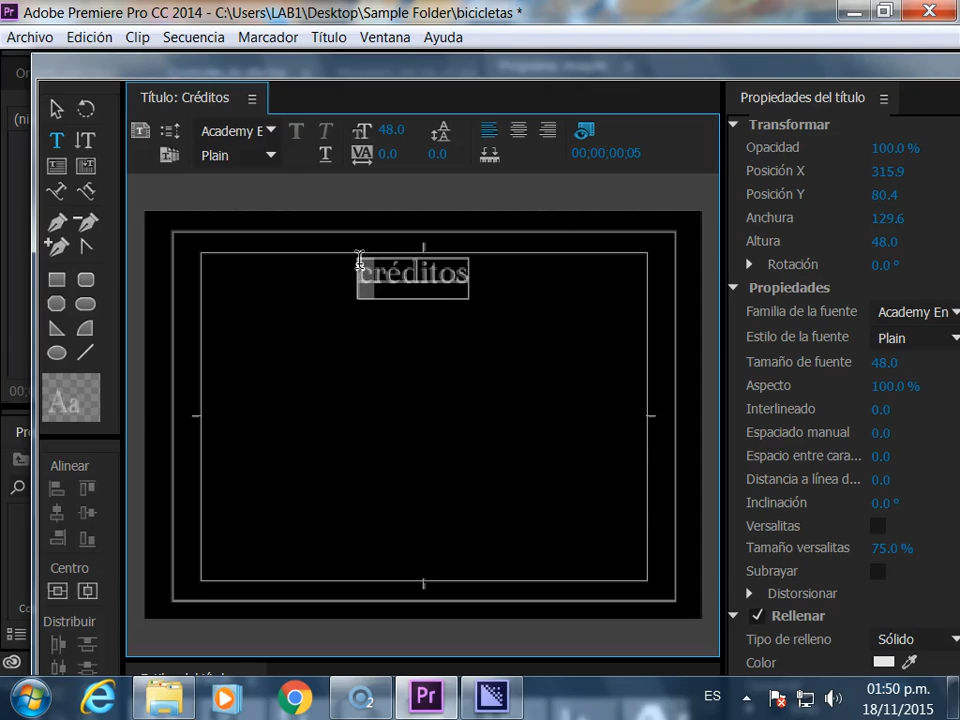 Adobe Premiere Pro CC 2014 - C:\Users\LAB1\Desktop\Sample Folder\bicicletas *
Archivo Edición Clip Secuencia Marcador Título Ventana Ayuda
Título: Créditos
Academy E
Plain
48.0
0.0
0.0
00;00;00;05
créditos
Aa
Alinear
Centro
Distribuir
Propiedades del título
Transformar
Opacidad 100.0 %
Posición X 315.9
Posición Y 80.4
Anchura 129.6
Altura 48.0
Rotación 0.0 °
Propiedades
Familia de la fuente Academy En
Estilo de la fuente Plain
Tamaño de fuente 48.0
Aspecto 100.0 %
Interlineado 0.0
Espaciado manual 0.0
Espacio entre cara... 0.0
Distancia a línea d... 0.0
Inclinación 0.0 °
Versalitas
Tamaño versalitas 75.0 %
Subrayar
Distorsionar
Rellenar
Tipo de relleno Sólido
Color
ES
01:50 p.m.
18/11/2015